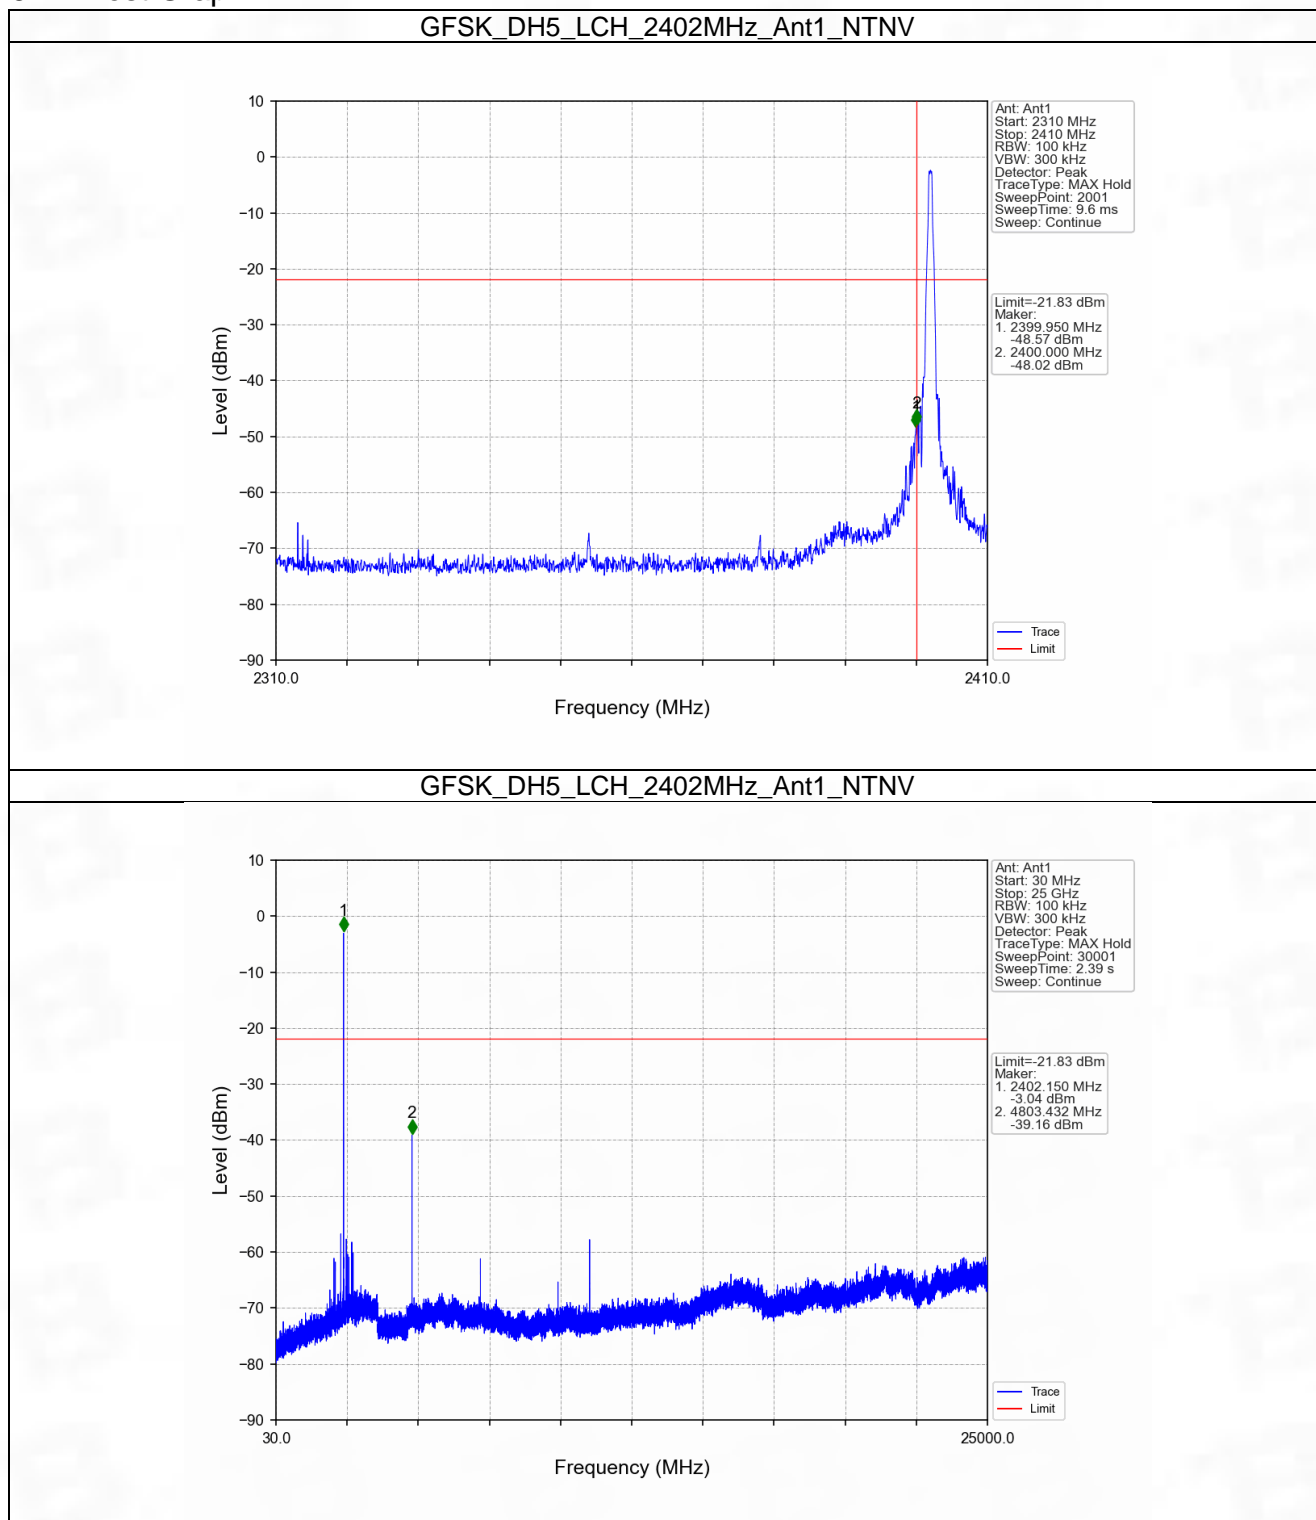 GFSK_DH5_LCH_2402MHz_Ant1_NTNV
10
0
−10
−20
−30
−40
−50
−60
−70
−80
−90
Level (dBm)
2
2310.0
2410.0
Frequency (MHz)
Ant: Ant1
Start: 2310 MHz
Stop: 2410 MHz
RBW: 100 kHz
VBW: 300 kHz
Detector: Peak
TraceType: MAX Hold
SweepPoint: 2001
SweepTime: 9.6 ms
Sweep: Continue
Limit=-21.83 dBm
Maker:
1. 2399.950 MHz
-48.57 dBm
2. 2400.000 MHz
-48.02 dBm
Trace
Limit
GFSK_DH5_LCH_2402MHz_Ant1_NTNV
10
0
−10
−20
−30
−40
−50
−60
−70
−80
−90
Level (dBm)
1
2
30.0
25000.0
Frequency (MHz)
Ant: Ant1
Start: 30 MHz
Stop: 25 GHz
RBW: 100 kHz
VBW: 300 kHz
Detector: Peak
TraceType: MAX Hold
SweepPoint: 30001
SweepTime: 2.39 s
Sweep: Continue
Limit=-21.83 dBm
Maker:
1. 2402.150 MHz
-3.04 dBm
2. 4803.432 MHz
-39.16 dBm
Trace
Limit